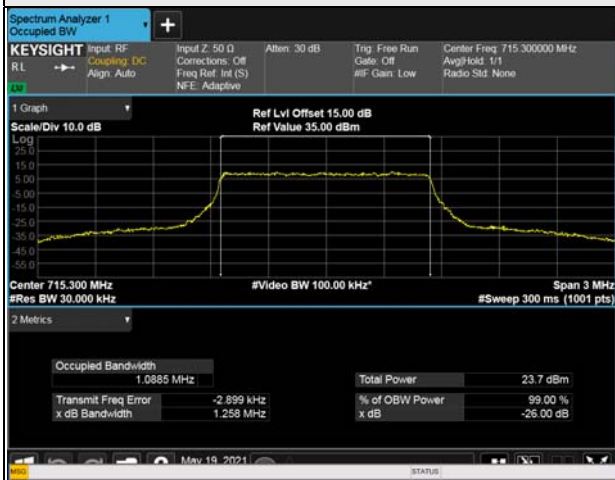 Spectrum Analyzer 1
Occupied BW
+
KEYSIGHT Input: RF Input Z: 50 Ω Atten: 30 dB Trig: Free Run Center Freq: 715.300000 MHz
RL Coupling: DC Corrections: Off Gate: Off Avg|Hold: 1/1
Align: Auto Freq Ref: Int (S) #IF Gain: Low Radio Std: None
NFE: Adaptive
1 Graph Ref Lvl Offset 15.00 dB
Scale/Div 10.0 dB Ref Value 35.00 dBm
Log
25.0
15.0
5.00
-5.00
-15.0
-25.0
-35.0
-45.0
-55.0
Center 715.300 MHz #Video BW 100.00 kHz* Span 3 MHz
#Res BW 30.000 kHz #Sweep 300 ms (1001 pts)
2 Metrics
Occupied Bandwidth
1.0885 MHz Total Power 23.7 dBm
Transmit Freq Error -2.899 kHz % of OBW Power 99.00 %
x dB Bandwidth 1.258 MHz x dB -26.00 dB
May 19, 2021
MSG STATUS